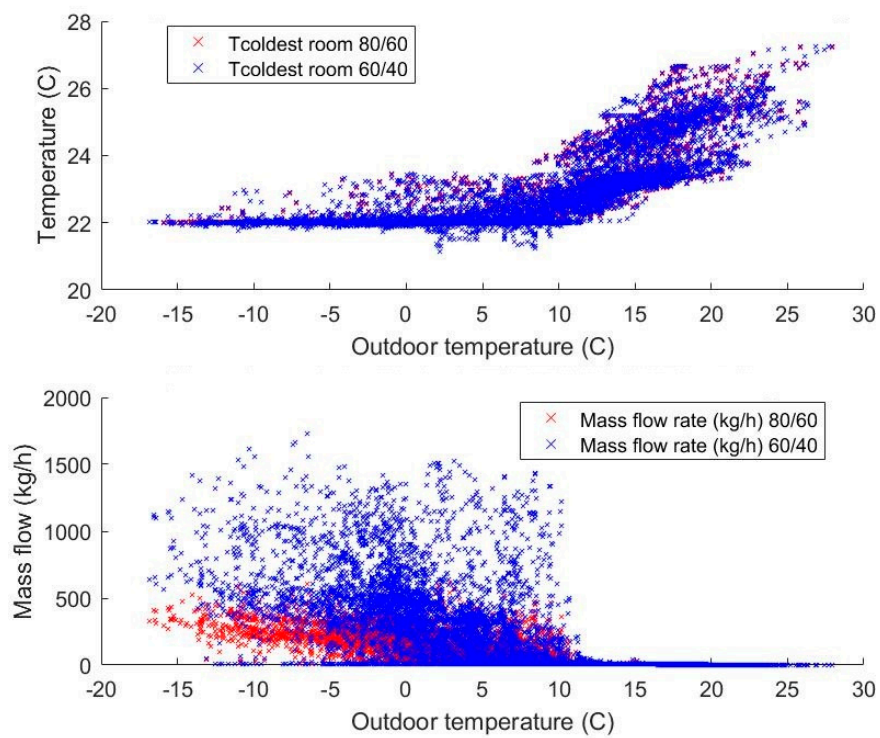 28
26
24
22
20
Temperature (C)
Tcoldest room 80/60
Tcoldest room 60/40
-20 -15 -10 -5 0 5 10 15 20 25 30
Outdoor temperature (C)
2000
1500
1000
500
0
Mass flow (kg/h)
Mass flow rate (kg/h) 80/60
Mass flow rate (kg/h) 60/40
-20 -15 -10 -5 0 5 10 15 20 25 30
Outdoor temperature (C)